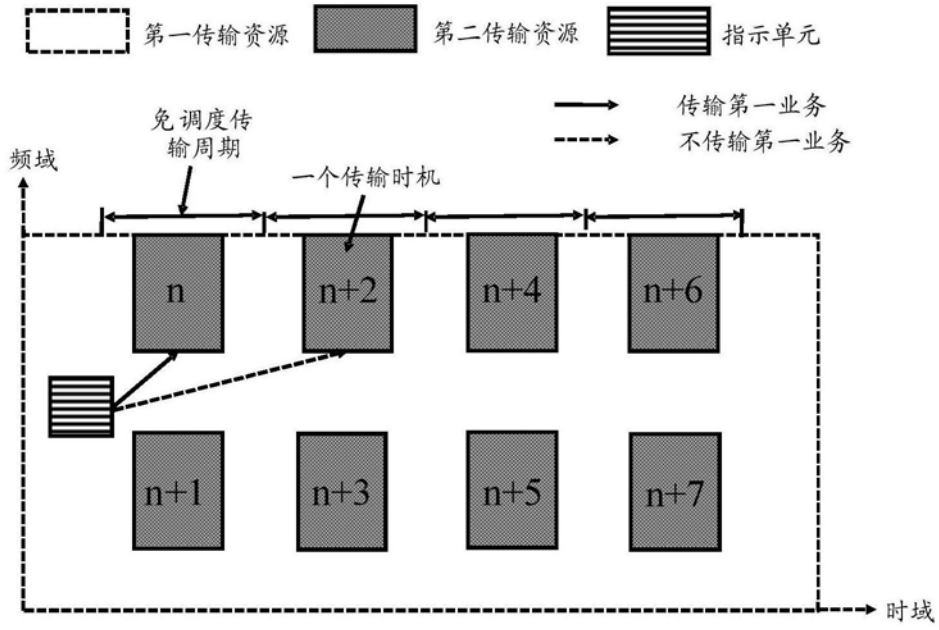 第一传输资源
第二传输资源
指示单元
传输第一业务
不传输第一业务
免调度传
输周期
频域
一个传输时机
n
n+2
n+4
n+6
n+1
n+3
n+5
n+7
时域